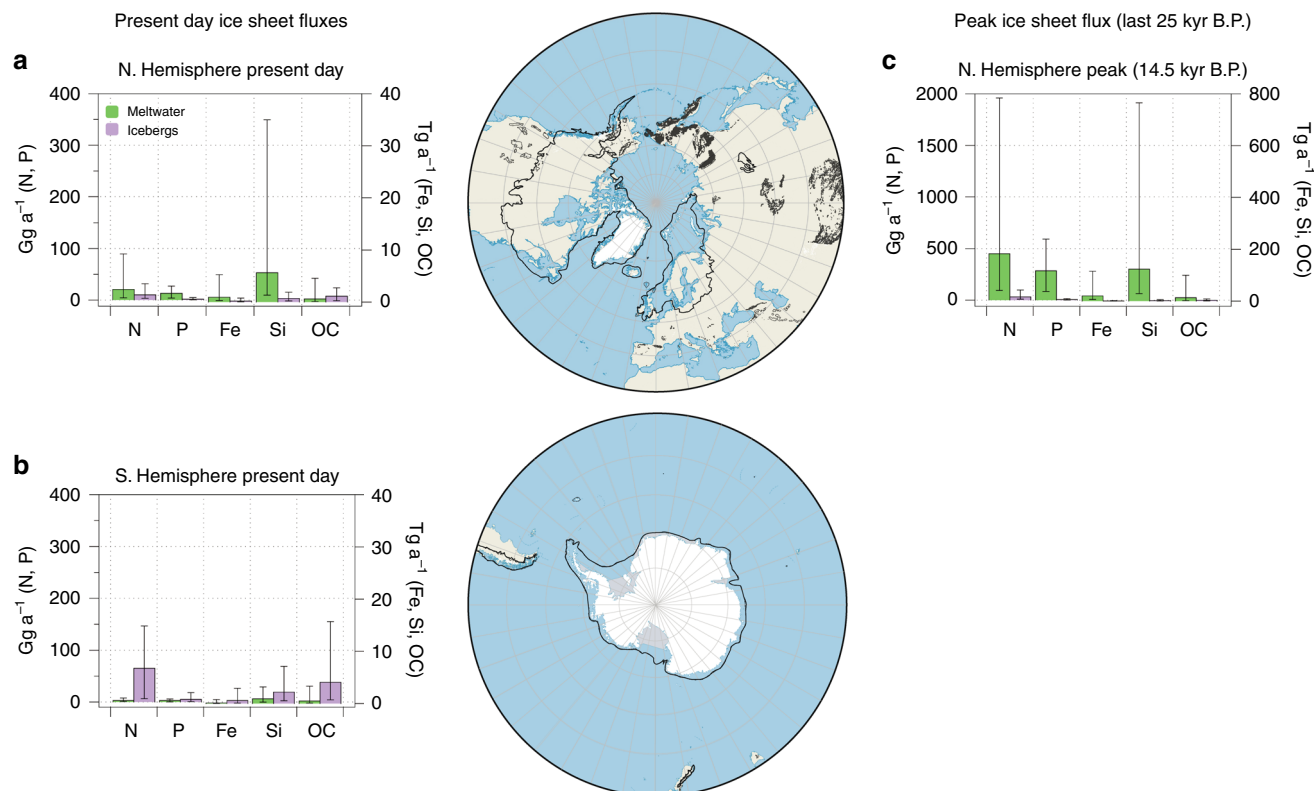 Present day ice sheet fluxes
Peak ice sheet flux (last 25 kyr B.P.)
a
N. Hemisphere present day
400
300
200
100
0
Gg a⁻¹ (N, P)
40
30
20
10
0
Tg a⁻¹ (Fe, Si, OC)
Meltwater
Icebergs
N P Fe Si OC
c
N. Hemisphere peak (14.5 kyr B.P.)
2000
1500
1000
500
0
Gg a⁻¹ (N, P)
800
600
400
200
0
Tg a⁻¹ (Fe, Si, OC)
N P Fe Si OC
b
S. Hemisphere present day
400
300
200
100
0
Gg a⁻¹ (N, P)
40
30
20
10
0
Tg a⁻¹ (Fe, Si, OC)
N P Fe Si OC